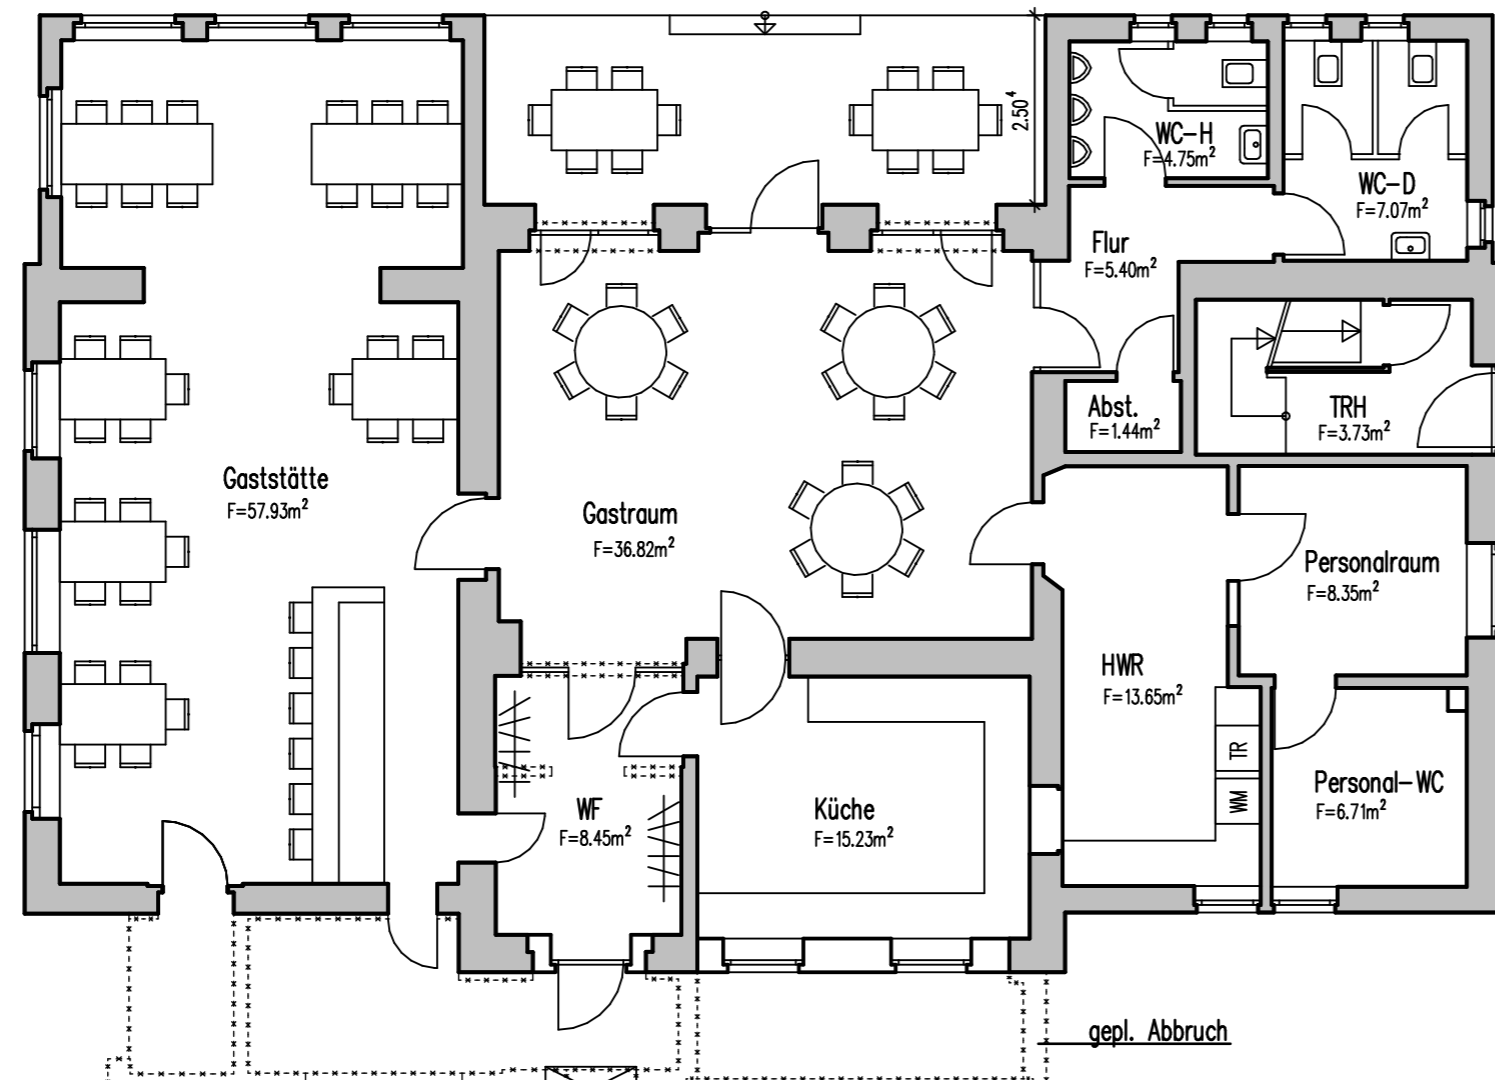 2.50⁴
WC-H
F=4.75m²
WC-D
F=7.07m²
Flur
F=5.40m²
Abst.
F=1.44m²
TRH
F=3.73m²
Gaststätte
F=57.93m²
Gastraum
F=36.82m²
Personalraum
F=8.35m²
HWR
F=13.65m²
TR
WM
Personal-WC
F=6.71m²
WF
F=8.45m²
Küche
F=15.23m²
gepl. Abbruch